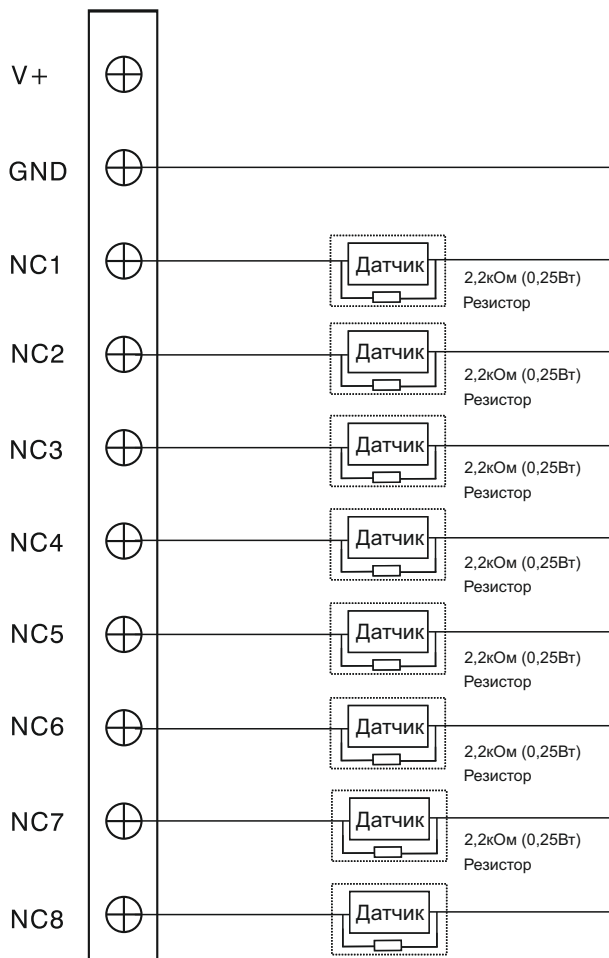 V+
GND
NC1
Датчик
2,2кОм (0,25Вт)
Резистор
NC2
Датчик
2,2кОм (0,25Вт)
Резистор
NC3
Датчик
2,2кОм (0,25Вт)
Резистор
NC4
Датчик
2,2кОм (0,25Вт)
Резистор
NC5
Датчик
2,2кОм (0,25Вт)
Резистор
NC6
Датчик
2,2кОм (0,25Вт)
Резистор
NC7
Датчик
2,2кОм (0,25Вт)
Резистор
NC8
Датчик